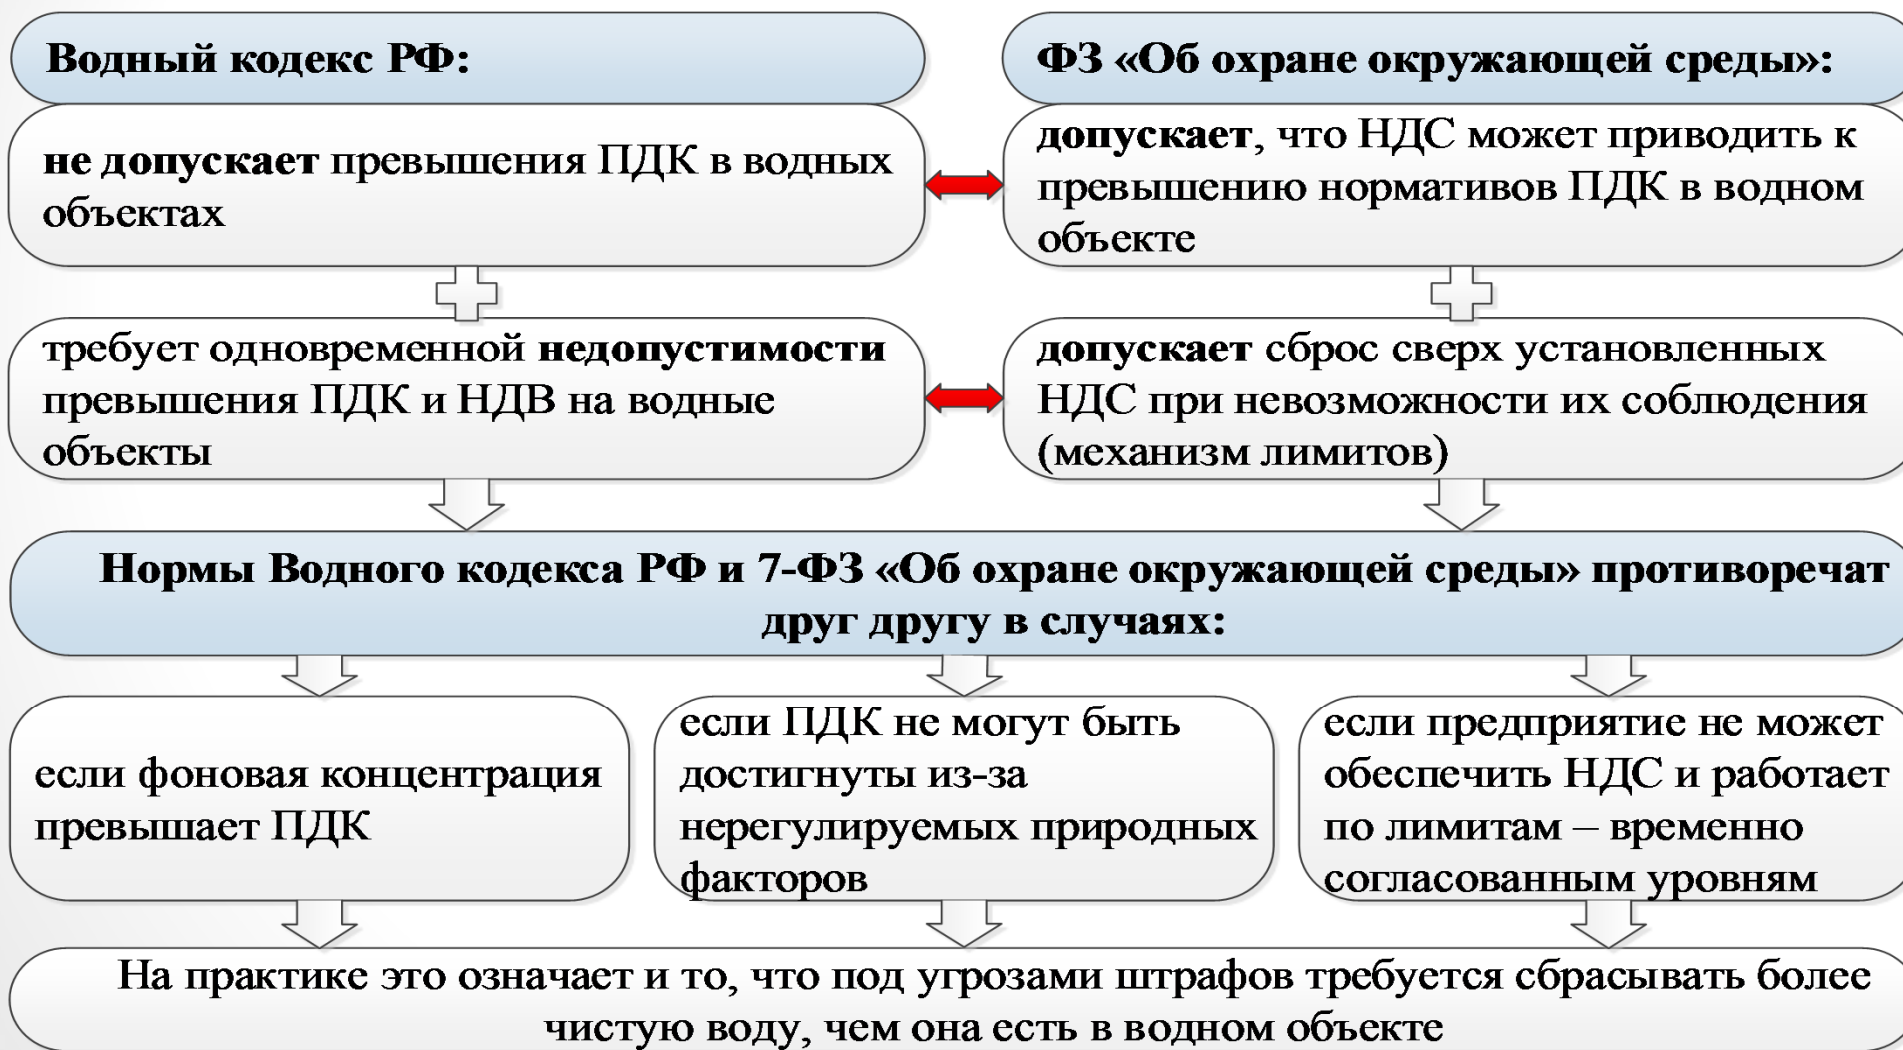 Водный кодекс РФ:
ФЗ «Об охране окружающей среды»:
не допускает превышения ПДК в водных
объектах
допускает, что НДС может приводить к
превышению нормативов ПДК в водном
объекте
требует одновременной недопустимости
превышения ПДК и НДВ на водные
объекты
допускает сброс сверх установленных
НДС при невозможности их соблюдения
(механизм лимитов)
Нормы Водного кодекса РФ и 7-ФЗ «Об охране окружающей среды» противоречат
друг другу в случаях:
если фоновая концентрация
превышает ПДК
если ПДК не могут быть
достигнуты из-за
нерегулируемых природных
факторов
если предприятие не может
обеспечить НДС и работает
по лимитам – временно
согласованным уровням
На практике это означает и то, что под угрозами штрафов требуется сбрасывать более
чистую воду, чем она есть в водном объекте